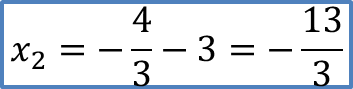 x₂ = −4/3 − 3 = −13/3